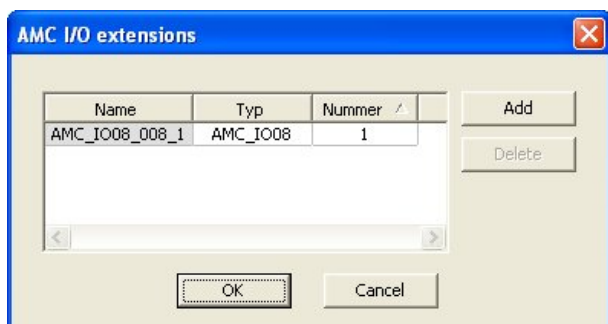 AMC I/O extensions
Name Typ Nummer
AMC_IO08_008_1 AMC_IO08 1
Add
Delete
OK Cancel